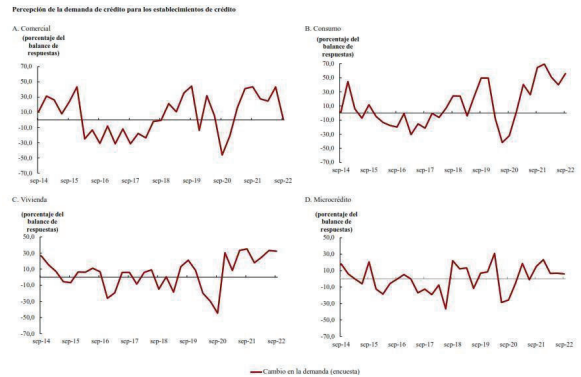 Percepción de la demanda de crédito para los establecimientos de crédito
A. Comercial
(porcentaje del
balance de
respuestas)
70,0
50,0
30,0
10,0
-10,0
-30,0
-50,0
-70,0
sep-14 sep-15 sep-16 sep-17 sep-18 sep-19 sep-20 sep-21 sep-22
B. Consumo
(porcentaje del
balance de
respuestas)
70,0
50,0
30,0
10,0
-10,0
-30,0
-50,0
-70,0
sep-14 sep-15 sep-16 sep-17 sep-18 sep-19 sep-20 sep-21 sep-22
C. Vivienda
(porcentaje del
balance de
respuestas)
50,0
30,0
10,0
-10,0
-30,0
-50,0
-70,0
sep-14 sep-15 sep-16 sep-17 sep-18 sep-19 sep-20 sep-21 sep-22
D. Microcrédito
(porcentaje del
balance de
respuestas)
50,0
30,0
10,0
-10,0
-30,0
-50,0
-70,0
sep-14 sep-15 sep-16 sep-17 sep-18 sep-19 sep-20 sep-21 sep-22
Cambio en la demanda (encuesta)